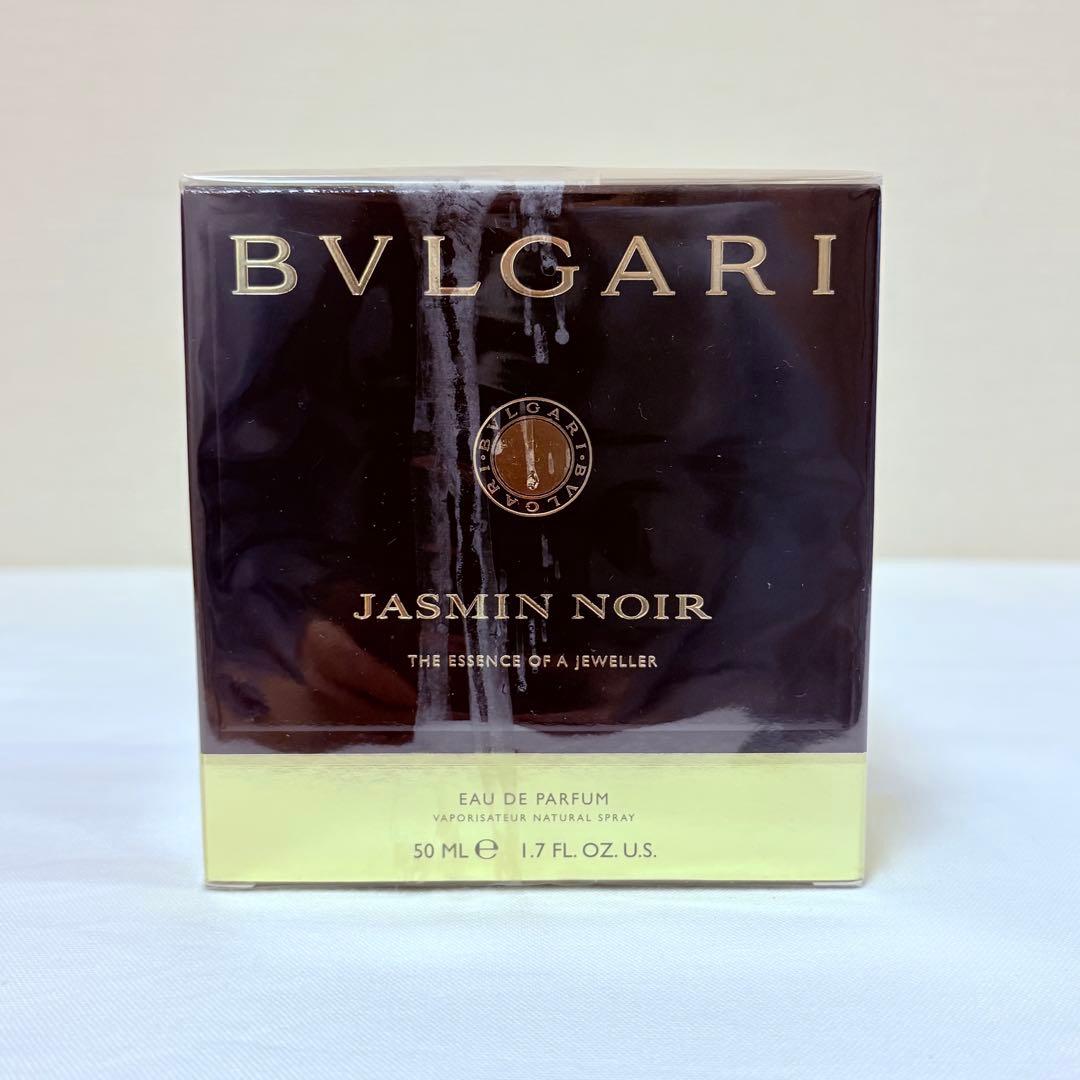 BVLGARI
BVLGARI • BVLGARI •
JASMIN NOIR
THE ESSENCE OF A JEWELLER
EAU DE PARFUM
VAPORISATEUR NATURAL SPRAY
50 ML ℮ 1.7 FL. OZ. U.S.